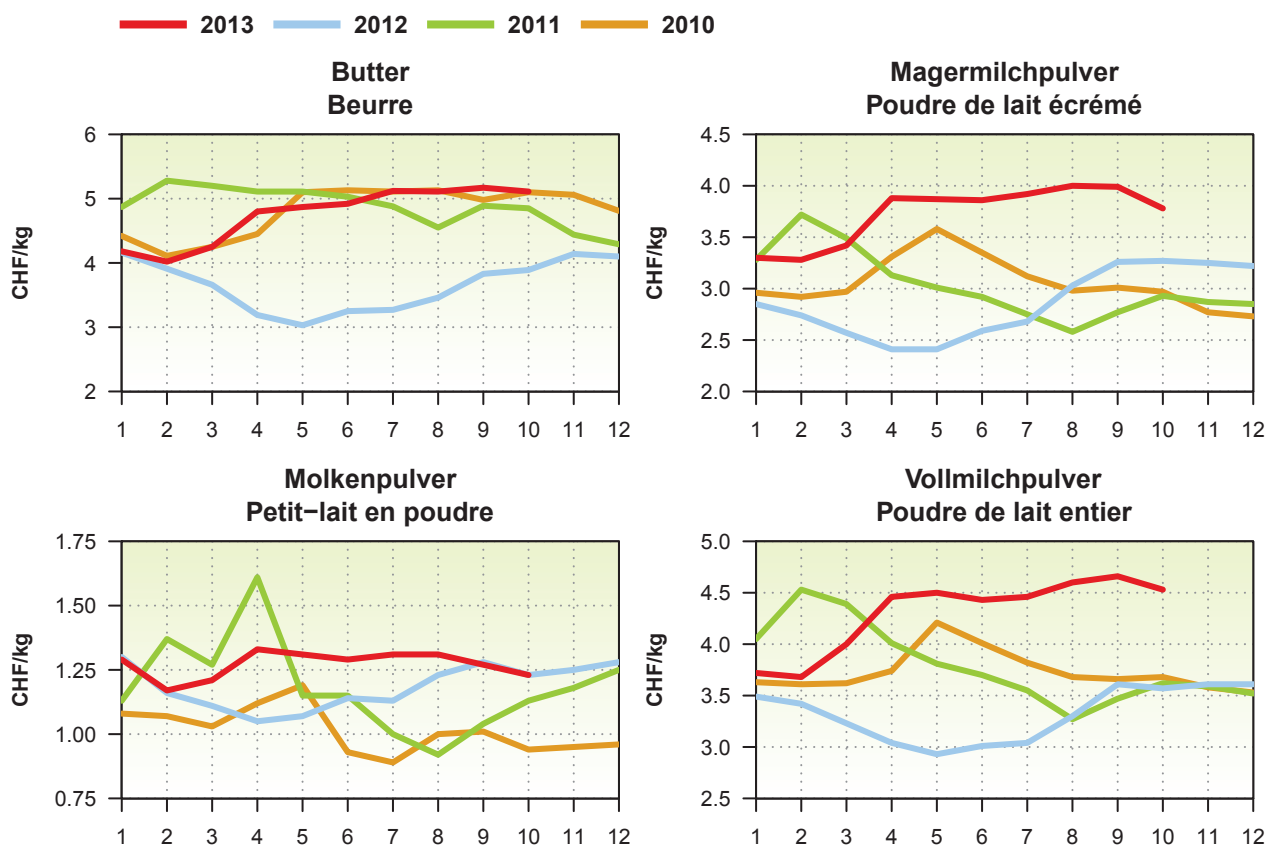 2013 2012 2011 2010
Butter
Beurre
CHF/kg
6
5
4
3
2
1 2 3 4 5 6 7 8 9 10 11 12
Magermilchpulver
Poudre de lait écrémé
CHF/kg
4.5
4.0
3.5
3.0
2.5
2.0
1 2 3 4 5 6 7 8 9 10 11 12
Molkenpulver
Petit−lait en poudre
CHF/kg
1.75
1.50
1.25
1.00
0.75
1 2 3 4 5 6 7 8 9 10 11 12
Vollmilchpulver
Poudre de lait entier
CHF/kg
5.0
4.5
4.0
3.5
3.0
2.5
1 2 3 4 5 6 7 8 9 10 11 12